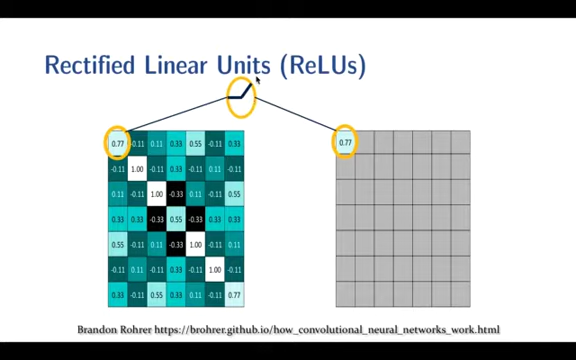 Rectified Linear Units (ReLUs)
0.77 -0.11 0.11 0.33 0.55 -0.11 0.33 0.77
-0.11 1.00 -0.11 0.33 -0.11 0.11 -0.11
0.11 -0.11 1.00 -0.33 0.11 -0.11 0.55
0.33 0.33 -0.33 0.55 -0.33 0.33 0.33
0.55 -0.11 0.11 -0.33 1.00 -0.11 0.11
-0.11 0.11 -0.11 0.33 -0.11 1.00 -0.11
0.33 -0.11 0.55 0.33 0.11 -0.11 0.77
Brandon Rohrer https://brohrer.github.io/how_convolutional_neural_networks_work.html